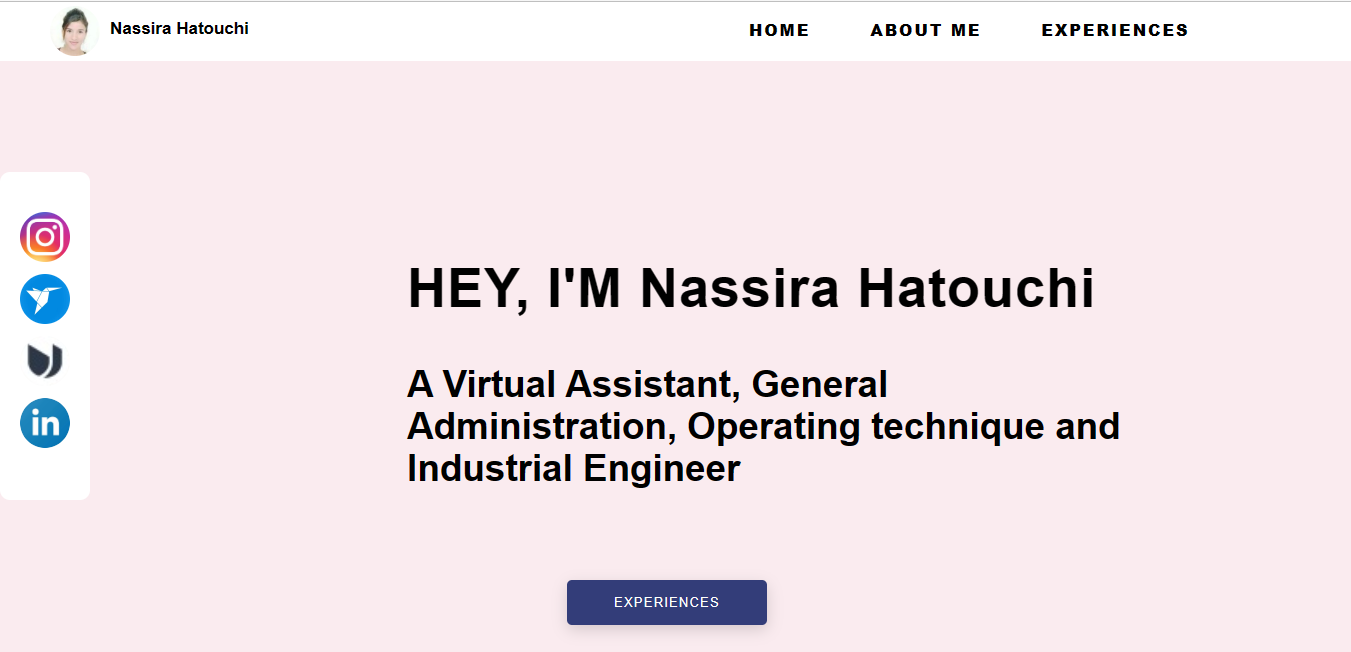 Nassira Hatouchi
HOME ABOUT ME EXPERIENCES
HEY, I'M Nassira Hatouchi
A Virtual Assistant, General
Administration, Operating technique and
Industrial Engineer
in
EXPERIENCES